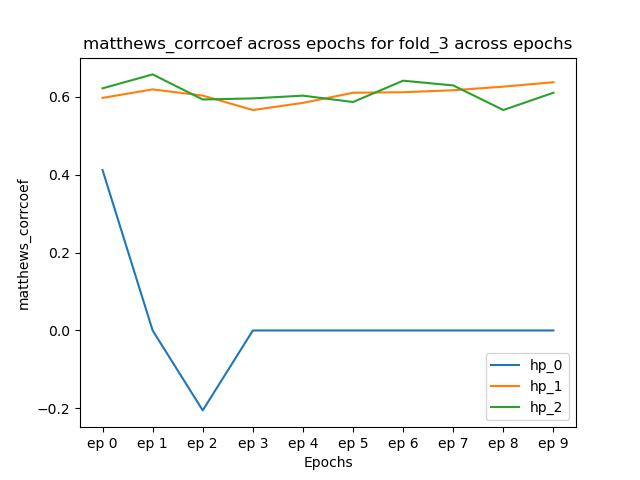 matthews_corrcoef across epochs for fold_3 across epochs
matthews_corrcoef
0.6
0.4
0.2
0.0
−0.2
ep 0 ep 1 ep 2 ep 3 ep 4 ep 5 ep 6 ep 7 ep 8 ep 9
Epochs
hp_0
hp_1
hp_2